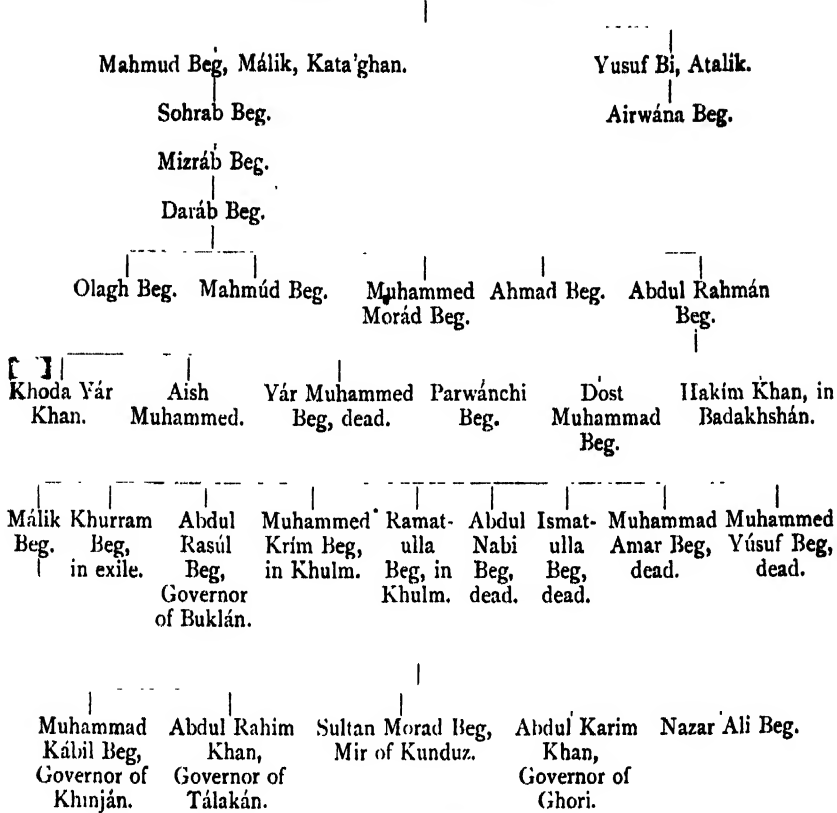 Mahmud Beg, Málik, Kata'ghan. Yusuf Bi, Atalik.
Sohrab Beg. Airwána Beg.
Mizráb Beg.
Daráb Beg.
Olagh Beg. Mahmúd Beg. Muhammed Ahmad Beg. Abdul Rahmán
Morád Beg. Beg.
Khoda Yár Aish Yár Muhammed Parwánchi Dost Hakím Khan, in
Khan. Muhammed. Beg, dead. Beg. Muhammad Badakhshán.
Beg.
Málik Khurram Abdul Muhammed Ramat- Abdul Ismat- Muhammad Muhammed
Beg. Beg, Rasúl Krím Beg, ulla Nabi ulla Amar Beg, Yúsuf Beg,
in exile. Beg, in Khulm. Beg, in Beg, Beg, dead. dead.
Governor Khulm. dead. dead.
of Buklán.
Muhammad Abdul Rahim Sultan Morad Beg, Abdul Karim Nazar Ali Beg.
Kábil Beg, Khan, Mir of Kunduz. Khan,
Governor of Governor of Governor of
Khinján. Tálakán. Ghori.